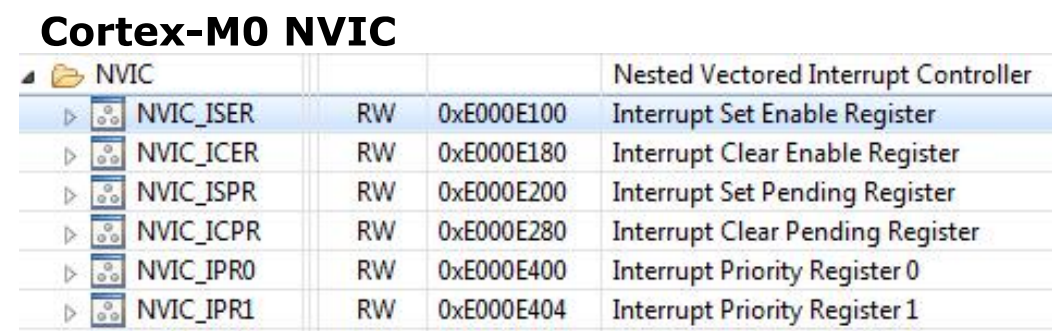 Cortex-M0 NVIC
NVIC Nested Vectored Interrupt Controller
NVIC_ISER RW 0xE000E100 Interrupt Set Enable Register
NVIC_ICER RW 0xE000E180 Interrupt Clear Enable Register
NVIC_ISPR RW 0xE000E200 Interrupt Set Pending Register
NVIC_ICPR RW 0xE000E280 Interrupt Clear Pending Register
NVIC_IPR0 RW 0xE000E400 Interrupt Priority Register 0
NVIC_IPR1 RW 0xE000E404 Interrupt Priority Register 1